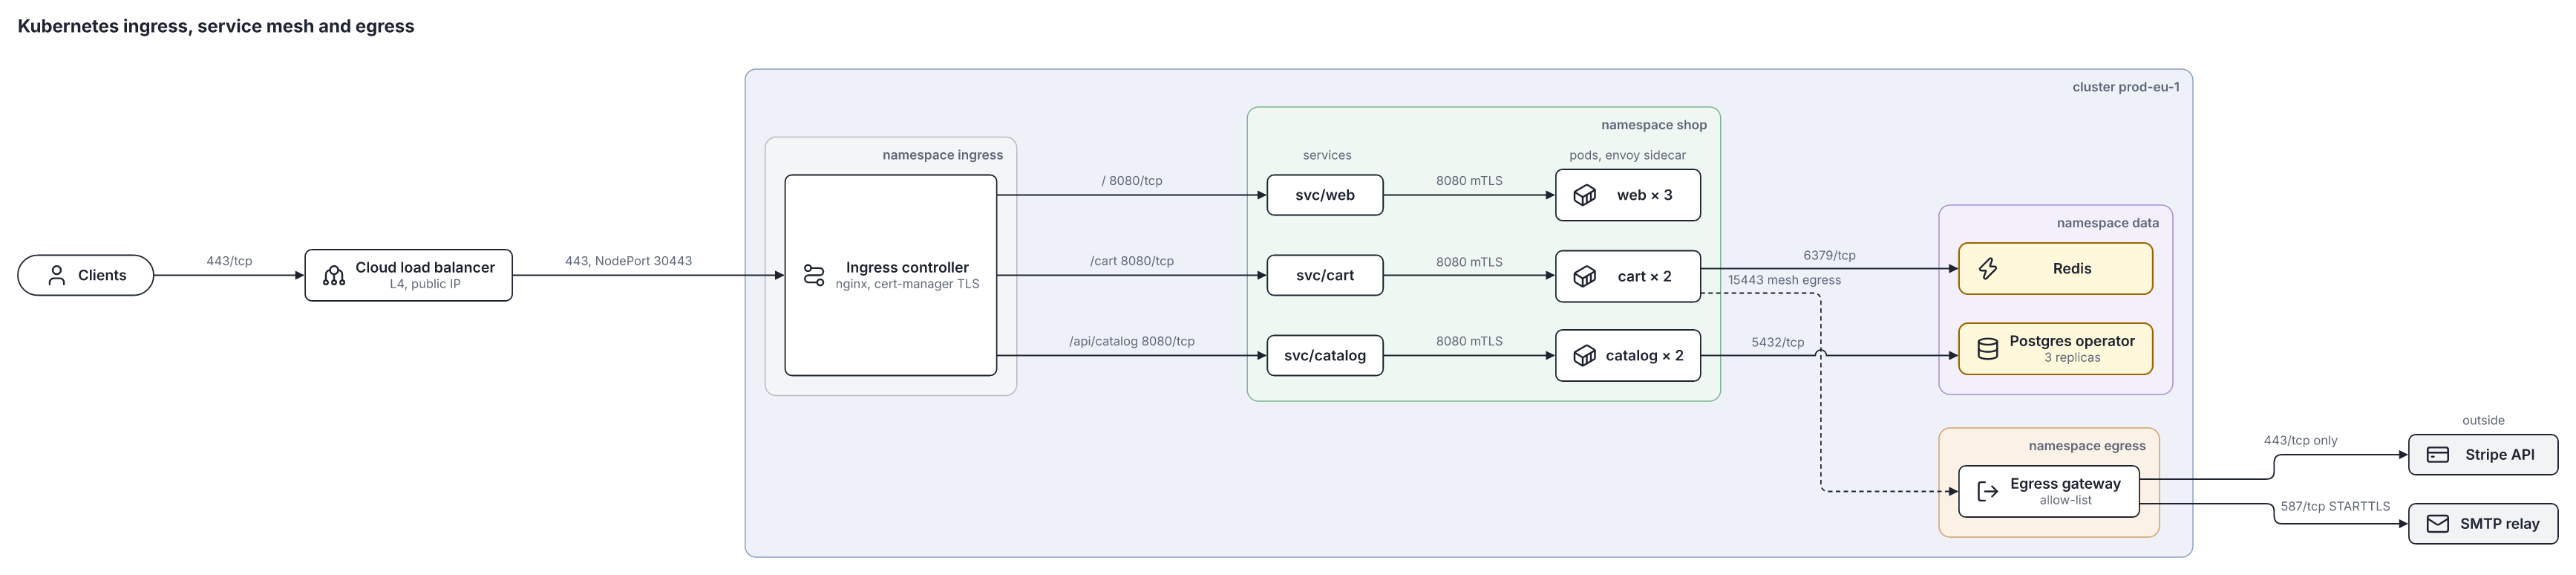 Kubernetes ingress, service mesh and egress
cluster prod-eu-1
namespace ingress
namespace shop
services
pods, envoy sidecar
namespace data
Clients
443/tcp
Cloud load balancer
L4, public IP
443, NodePort 30443
Ingress controller
nginx, cert-manager TLS
/ 8080/tcp
svc/web
8080 mTLS
web × 3
/cart 8080/tcp
svc/cart
8080 mTLS
cart × 2
6379/tcp
Redis
15443 mesh egress
/api/catalog 8080/tcp
svc/catalog
8080 mTLS
catalog × 2
5432/tcp
Postgres operator
3 replicas
namespace egress
Egress gateway
allow-list
outside
443/tcp only
Stripe API
587/tcp STARTTLS
SMTP relay